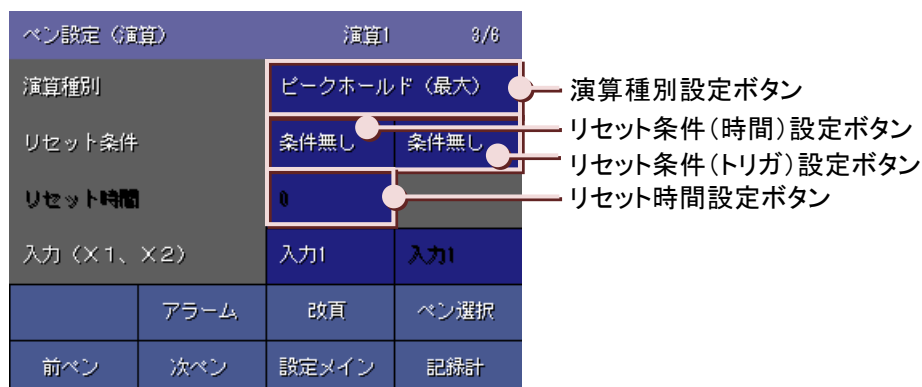 ペン設定（演算） 演算1 3/6
演算種別 ピークホールド（最大）
リセット条件 条件無し 条件無し
リセット時間 0
入力（X1、X2） 入力1 入力1
アラーム 改頁 ペン選択
前ペン 次ペン 設定メイン 記録計
演算種別設定ボタン
リセット条件（時間）設定ボタン
リセット条件（トリガ）設定ボタン
リセット時間設定ボタン